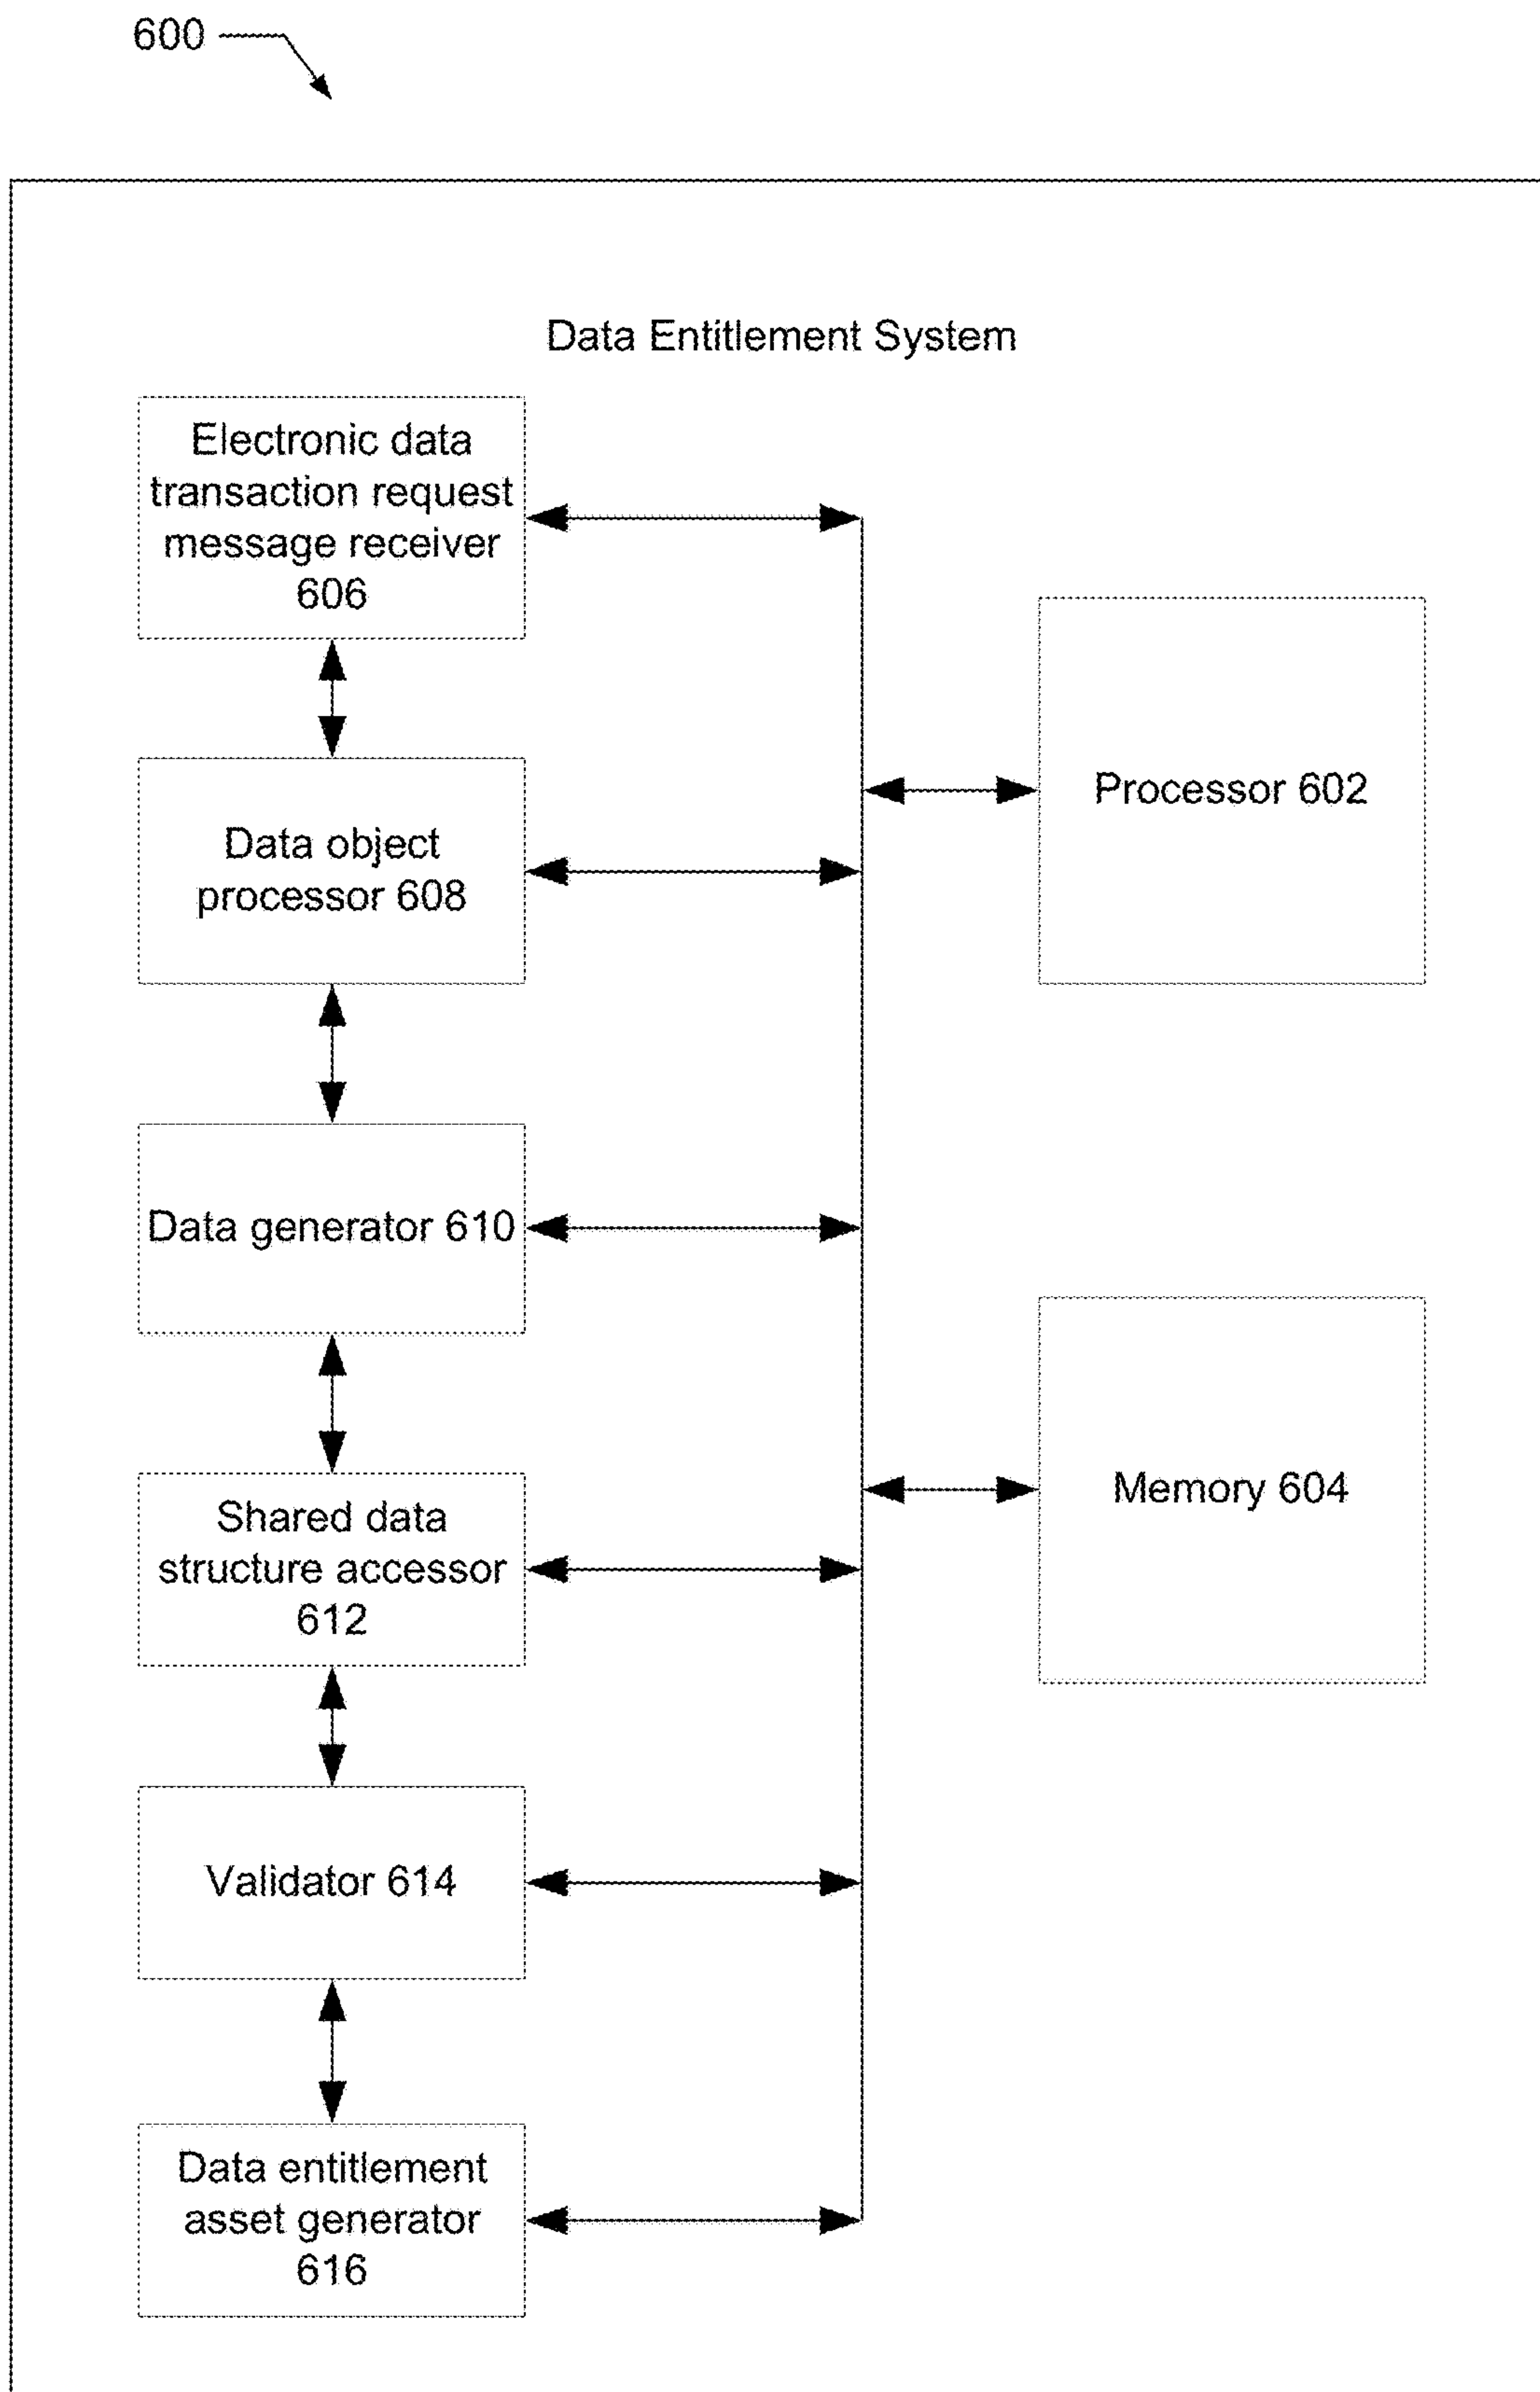 600
Data Entitlement System
Electronic data
transaction request
message receiver
606
Processor 602
Data object
processor 608
Data generator 610
Memory 604
Shared data
structure accessor
612
Validator 614
Data entitlement
asset generator
616